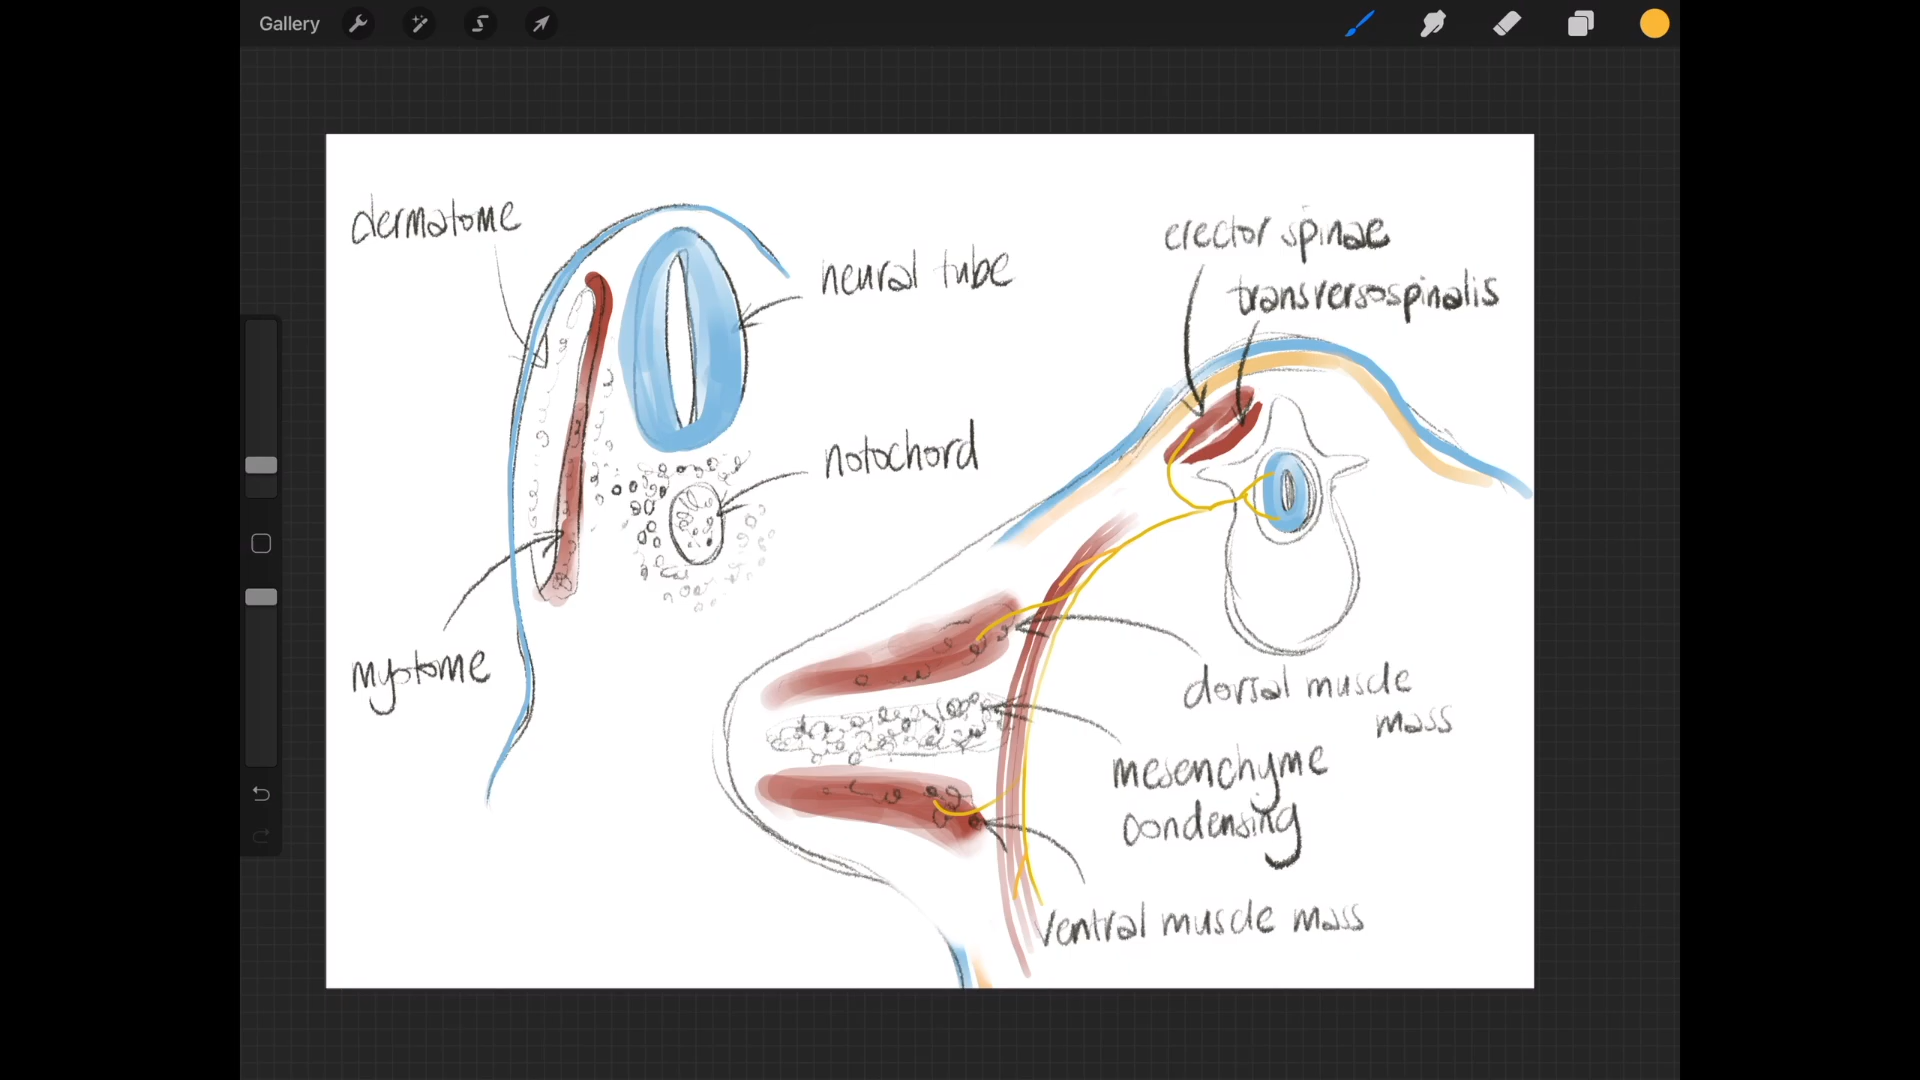 Gallery
dermatome
neural tube
notochord
myotome
erector spinae
transversospinalis
dorsal muscle
mass
mesenchyme
condensing
ventral muscle mass